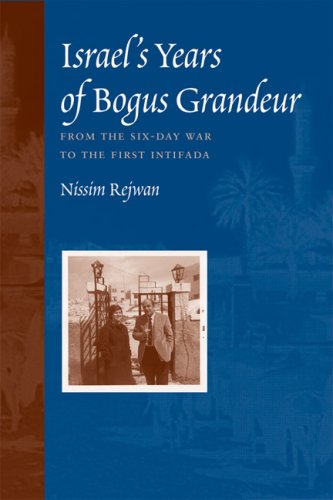 Israel's Years
of Bogus Grandeur
FROM THE SIX-DAY WAR
TO THE FIRST INTIFADA
Nissim Rejwan